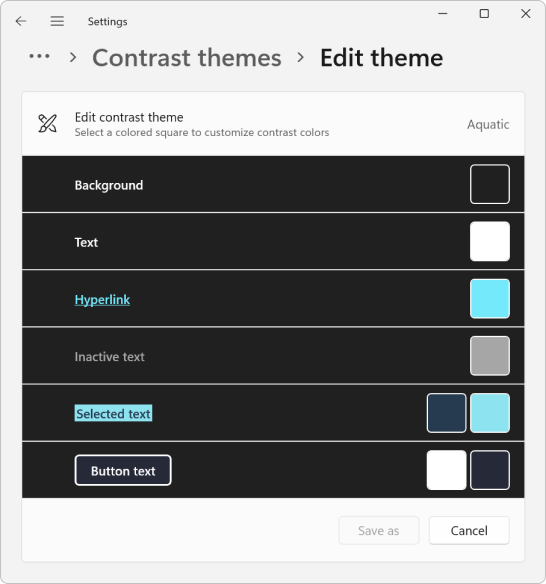 Settings
··· > Contrast themes > Edit theme
Edit contrast theme
Select a colored square to customize contrast colors
Aquatic
Background
Text
Hyperlink
Inactive text
Selected text
Button text
Save as
Cancel